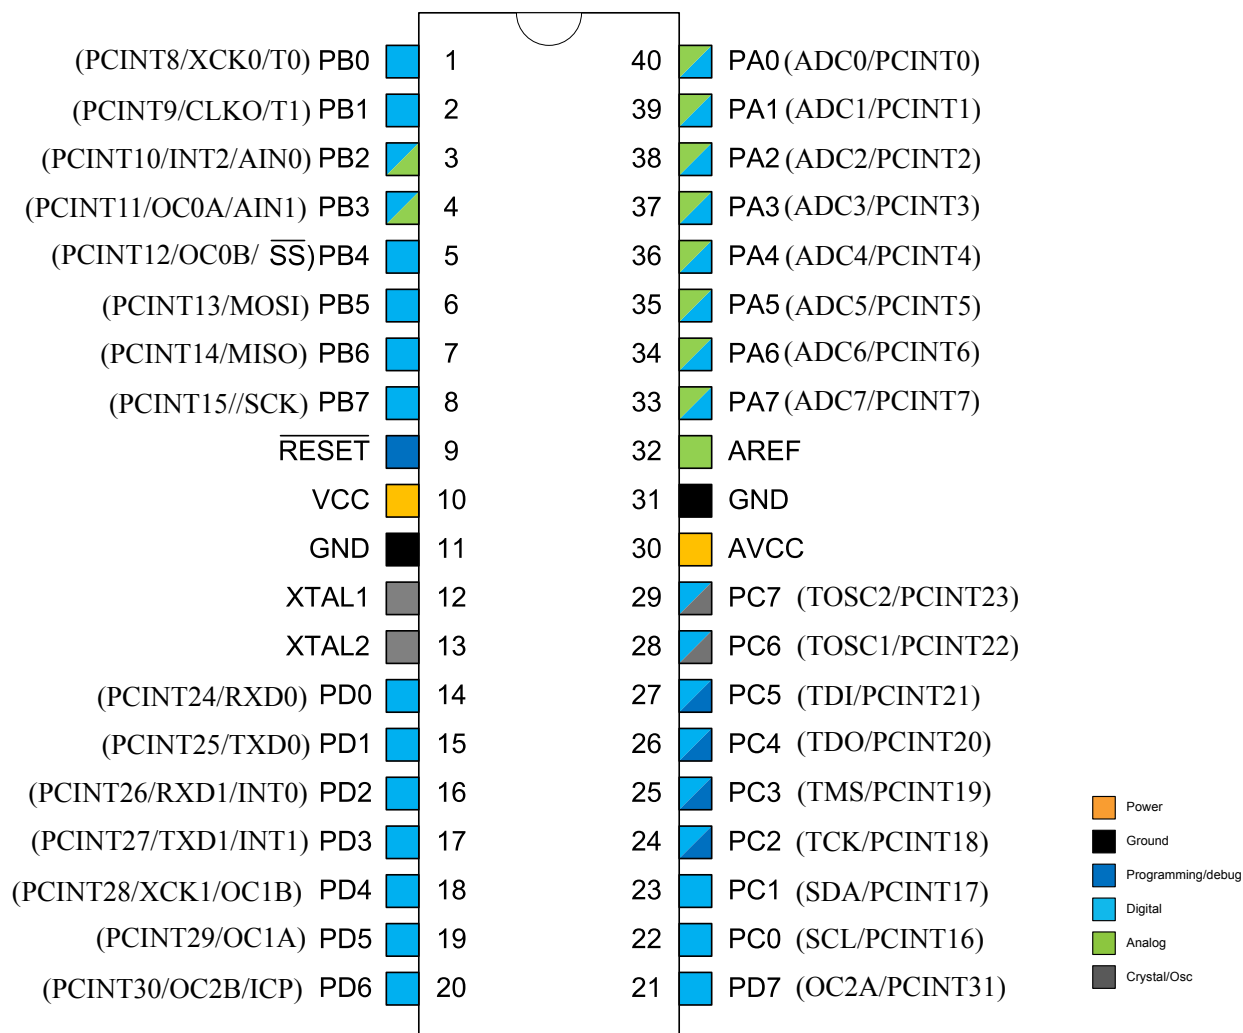 (PCINT8/XCK0/T0) PB0 1 40 PA0 (ADC0/PCINT0)
(PCINT9/CLKO/T1) PB1 2 39 PA1 (ADC1/PCINT1)
(PCINT10/INT2/AIN0) PB2 3 38 PA2 (ADC2/PCINT2)
(PCINT11/OC0A/AIN1) PB3 4 37 PA3 (ADC3/PCINT3)
(PCINT12/OC0B/ S̅S̅) PB4 5 36 PA4 (ADC4/PCINT4)
(PCINT13/MOSI) PB5 6 35 PA5 (ADC5/PCINT5)
(PCINT14/MISO) PB6 7 34 PA6 (ADC6/PCINT6)
(PCINT15//SCK) PB7 8 33 PA7 (ADC7/PCINT7)
R̅E̅S̅E̅T̅ 9 32 AREF
VCC 10 31 GND
GND 11 30 AVCC
XTAL1 12 29 PC7 (TOSC2/PCINT23)
XTAL2 13 28 PC6 (TOSC1/PCINT22)
(PCINT24/RXD0) PD0 14 27 PC5 (TDI/PCINT21)
(PCINT25/TXD0) PD1 15 26 PC4 (TDO/PCINT20)
(PCINT26/RXD1/INT0) PD2 16 25 PC3 (TMS/PCINT19)
(PCINT27/TXD1/INT1) PD3 17 24 PC2 (TCK/PCINT18)
(PCINT28/XCK1/OC1B) PD4 18 23 PC1 (SDA/PCINT17)
(PCINT29/OC1A) PD5 19 22 PC0 (SCL/PCINT16)
(PCINT30/OC2B/ICP) PD6 20 21 PD7 (OC2A/PCINT31)
Power
Ground
Programming/debug
Digital
Analog
Crystal/Osc